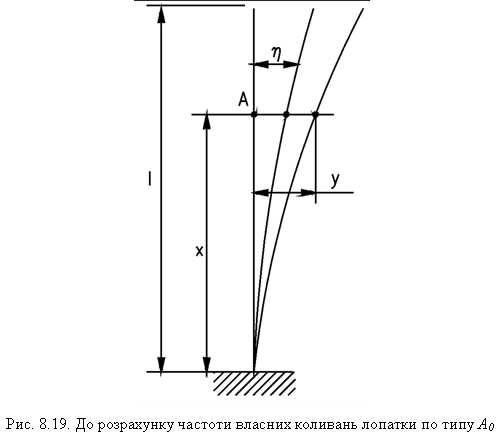 η
A
l
y
x
Рис. 8.19. До розрахунку частоти власних коливань лопатки по типу A₀